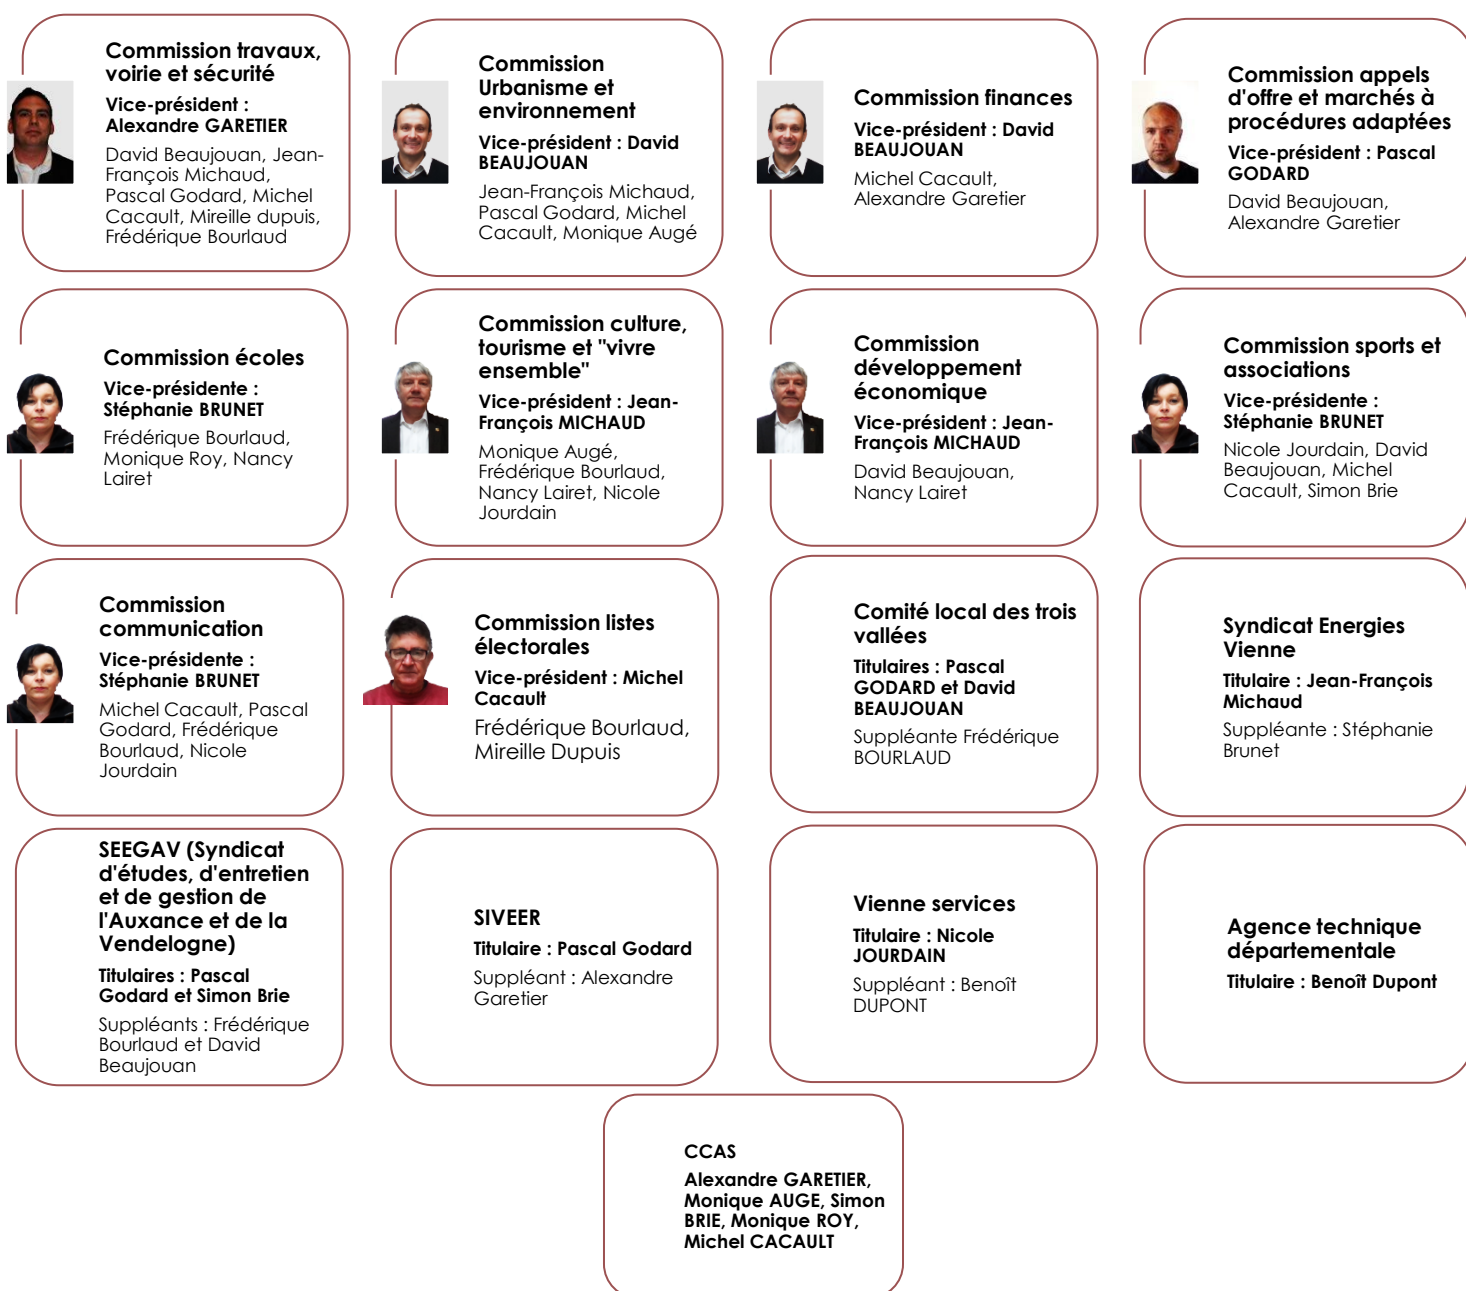 Commission travaux,
voirie et sécurité
Vice-président :
Alexandre GARETIER
David Beaujouan, Jean-
François Michaud,
Pascal Godard, Michel
Cacault, Mireille dupuis,
Frédérique Bourlaud
Commission
Urbanisme et
environnement
Vice-président : David
BEAUJOUAN
Jean-François Michaud,
Pascal Godard, Michel
Cacault, Monique Augé
Commission finances
Vice-président : David
BEAUJOUAN
Michel Cacault,
Alexandre Garetier
Commission appels
d'offre et marchés à
procédures adaptées
Vice-président : Pascal
GODARD
David Beaujouan,
Alexandre Garetier
Commission écoles
Vice-présidente :
Stéphanie BRUNET
Frédérique Bourlaud,
Monique Roy, Nancy
Lairet
Commission culture,
tourisme et "vivre
ensemble"
Vice-président : Jean-
François MICHAUD
Monique Augé,
Frédérique Bourlaud,
Nancy Lairet, Nicole
Jourdain
Commission
développement
économique
Vice-président : Jean-
François MICHAUD
David Beaujouan,
Nancy Lairet
Commission sports et
associations
Vice-présidente :
Stéphanie BRUNET
Nicole Jourdain, David
Beaujouan, Michel
Cacault, Simon Brie
Commission
communication
Vice-présidente :
Stéphanie BRUNET
Michel Cacault, Pascal
Godard, Frédérique
Bourlaud, Nicole
Jourdain
Commission listes
électorales
Vice-président : Michel
Cacault
Frédérique Bourlaud,
Mireille Dupuis
Comité local des trois
vallées
Titulaires : Pascal
GODARD et David
BEAUJOUAN
Suppléante Frédérique
BOURLAUD
Syndicat Energies
Vienne
Titulaire : Jean-François
Michaud
Suppléante : Stéphanie
Brunet
SEEGAV (Syndicat
d'études, d'entretien
et de gestion de
l'Auxance et de la
Vendelogne)
Titulaires : Pascal
Godard et Simon Brie
Suppléants : Frédérique
Bourlaud et David
Beaujouan
SIVEER
Titulaire : Pascal Godard
Suppléant : Alexandre
Garetier
Vienne services
Titulaire : Nicole
JOURDAIN
Suppléant : Benoît
DUPONT
Agence technique
départementale
Titulaire : Benoît Dupont
CCAS
Alexandre GARETIER,
Monique AUGE, Simon
BRIE, Monique ROY,
Michel CACAULT